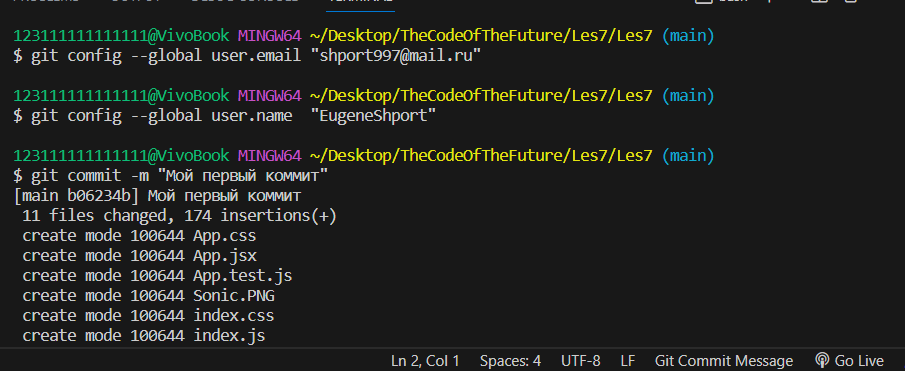 123111111111111@VivoBook MINGW64 ~/Desktop/TheCodeOfTheFuture/Les7/Les7 (main)
$ git config --global user.email "shport997@mail.ru"
123111111111111@VivoBook MINGW64 ~/Desktop/TheCodeOfTheFuture/Les7/Les7 (main)
$ git config --global user.name  "EugeneShport"
123111111111111@VivoBook MINGW64 ~/Desktop/TheCodeOfTheFuture/Les7/Les7 (main)
$ git commit -m "Мой первый коммит"
[main b06234b] Мой первый коммит
 11 files changed, 174 insertions(+)
 create mode 100644 App.css
 create mode 100644 App.jsx
 create mode 100644 App.test.js
 create mode 100644 Sonic.PNG
 create mode 100644 index.css
 create mode 100644 index.js
Ln 2, Col 1 Spaces: 4 UTF-8 LF Git Commit Message Go Live